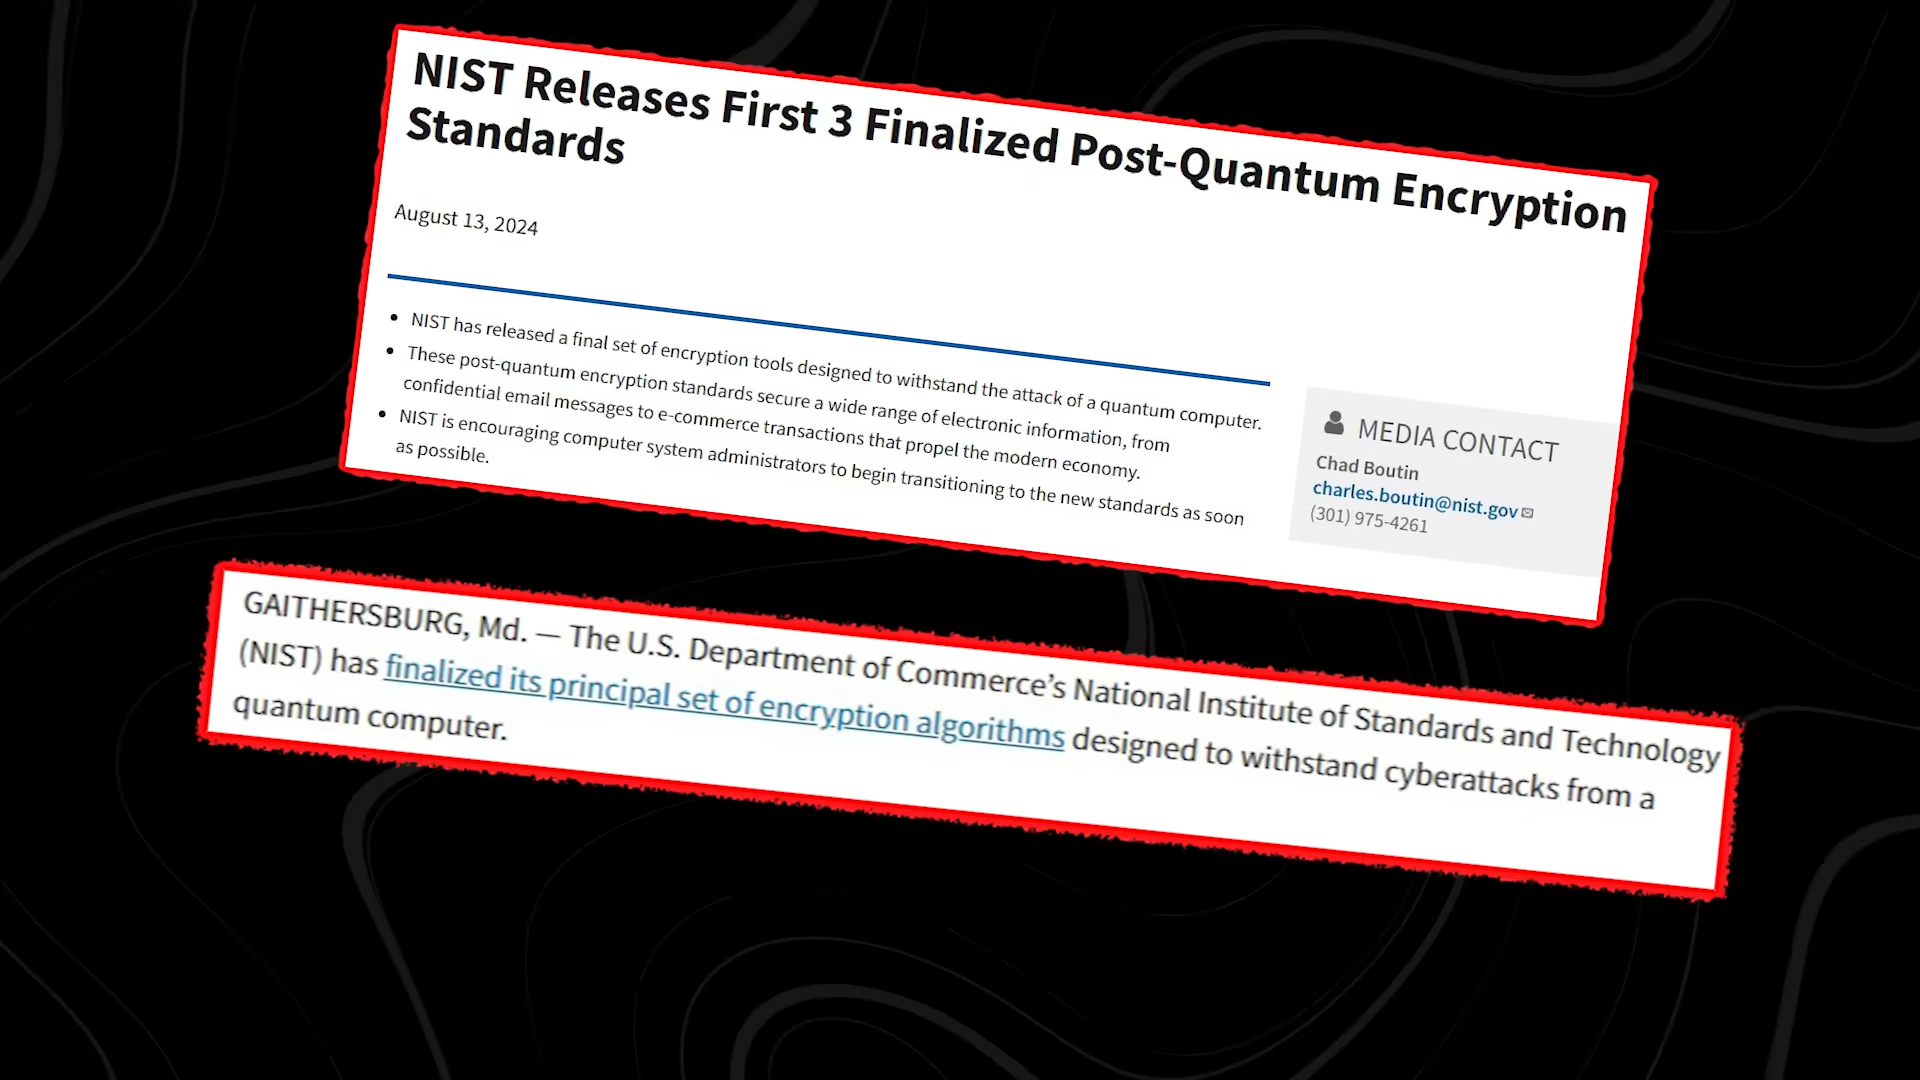 NIST Releases First 3 Finalized Post-Quantum Encryption
Standards
August 13, 2024
• NIST has released a final set of encryption tools designed to withstand the attack of a quantum computer.
• These post-quantum encryption standards secure a wide range of electronic information, from
confidential email messages to e-commerce transactions that propel the modern economy.
• NIST is encouraging computer system administrators to begin transitioning to the new standards as soon
as possible.
MEDIA CONTACT
Chad Boutin
charles.boutin@nist.gov
(301) 975-4261
GAITHERSBURG, Md. — The U.S. Department of Commerce’s National Institute of Standards and Technology
(NIST) has finalized its principal set of encryption algorithms designed to withstand cyberattacks from a
quantum computer.